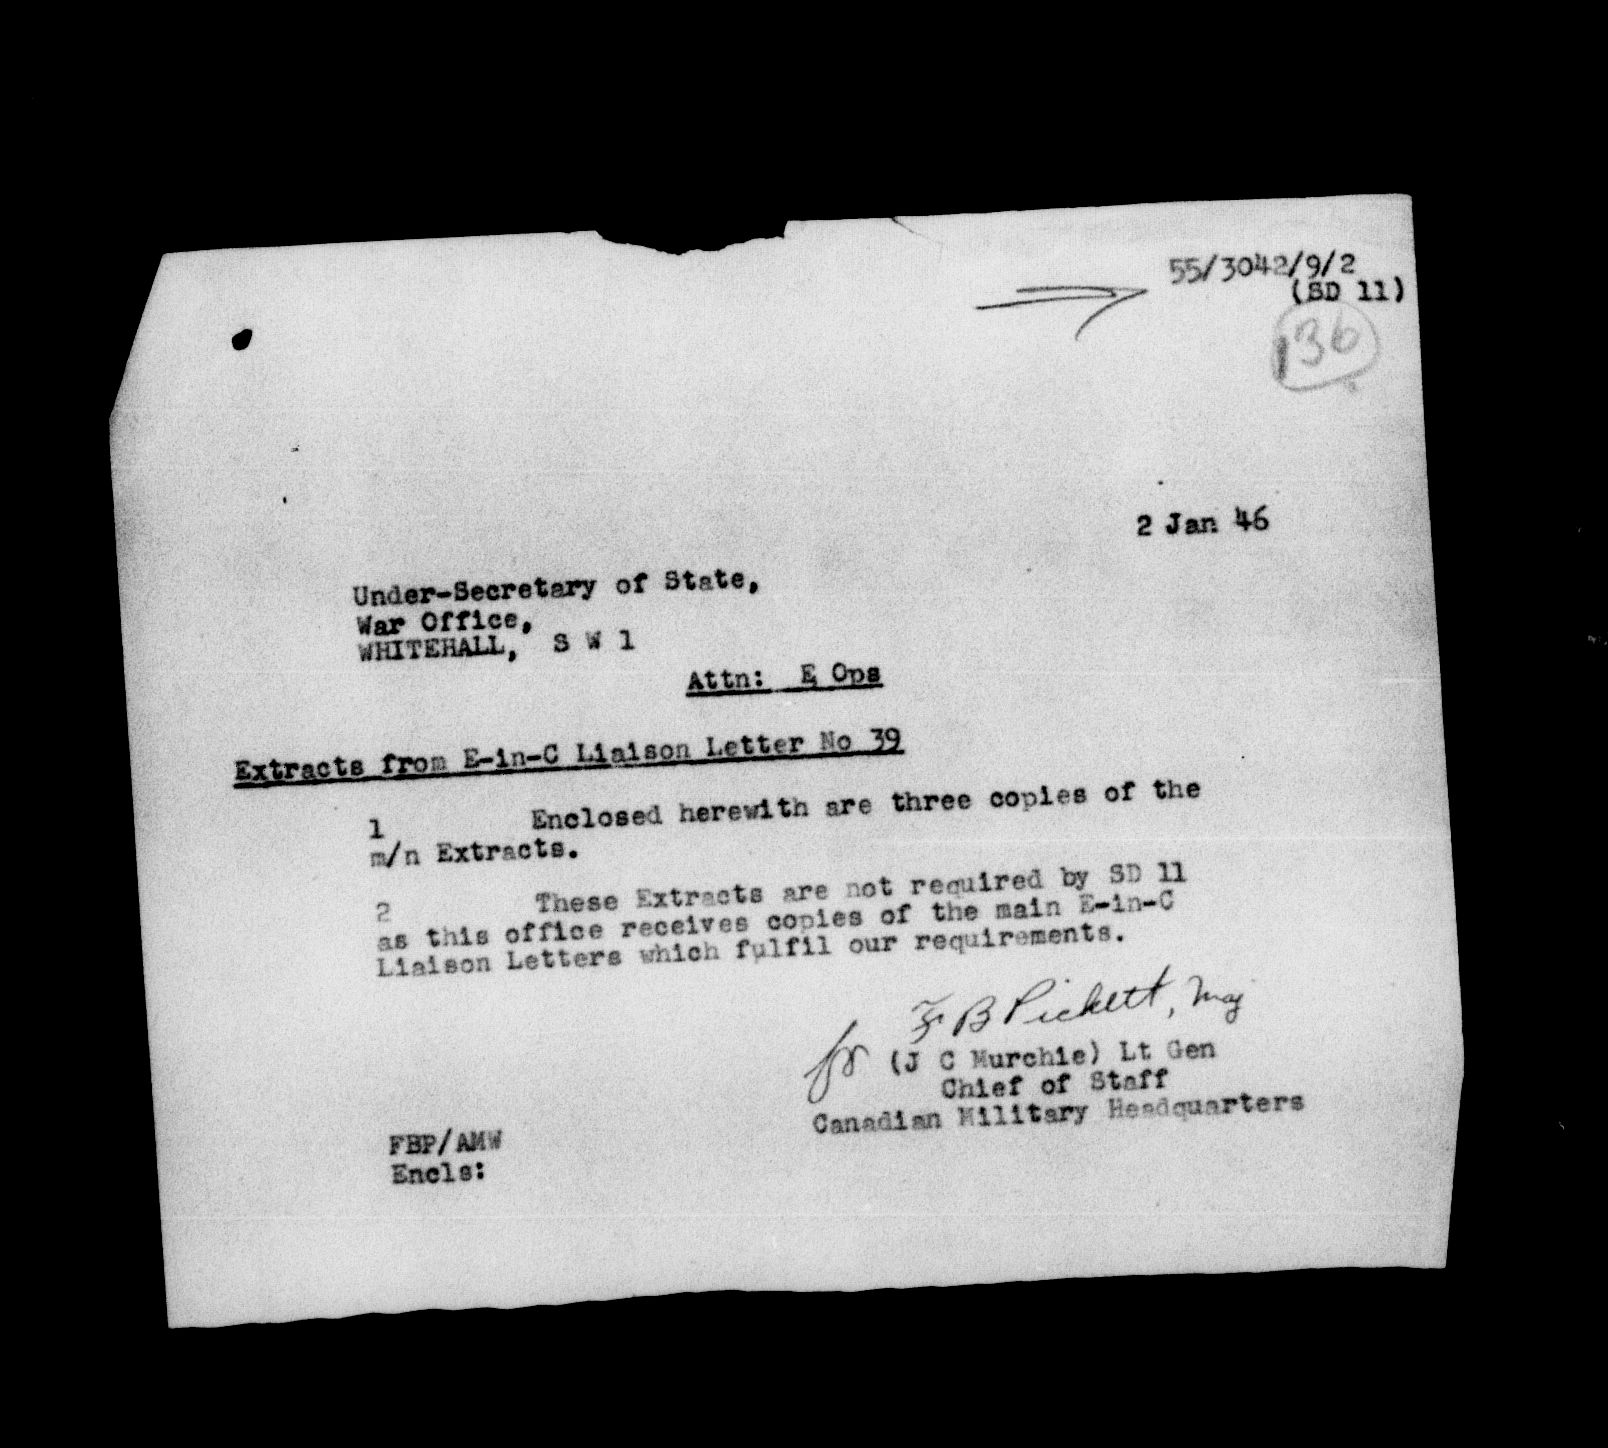 55/3042/9/2
(SD 11)
136
2 Jan 46
Under-Secretary of State,
War Office,
WHITEHALL, S W 1
Attn: E Ops
Extracts from E-in-C Liaison Letter No 39
1 Enclosed herewith are three copies of the
m/n Extracts.
2 These Extracts are not required by SD 11
as this office receives copies of the main E-in-C
Liaison Letters which fulfil our requirements.
F B Pickett, Maj
for (J C Murchie) Lt Gen
Chief of Staff
Canadian Military Headquarters
FBP/AMW
Encls: